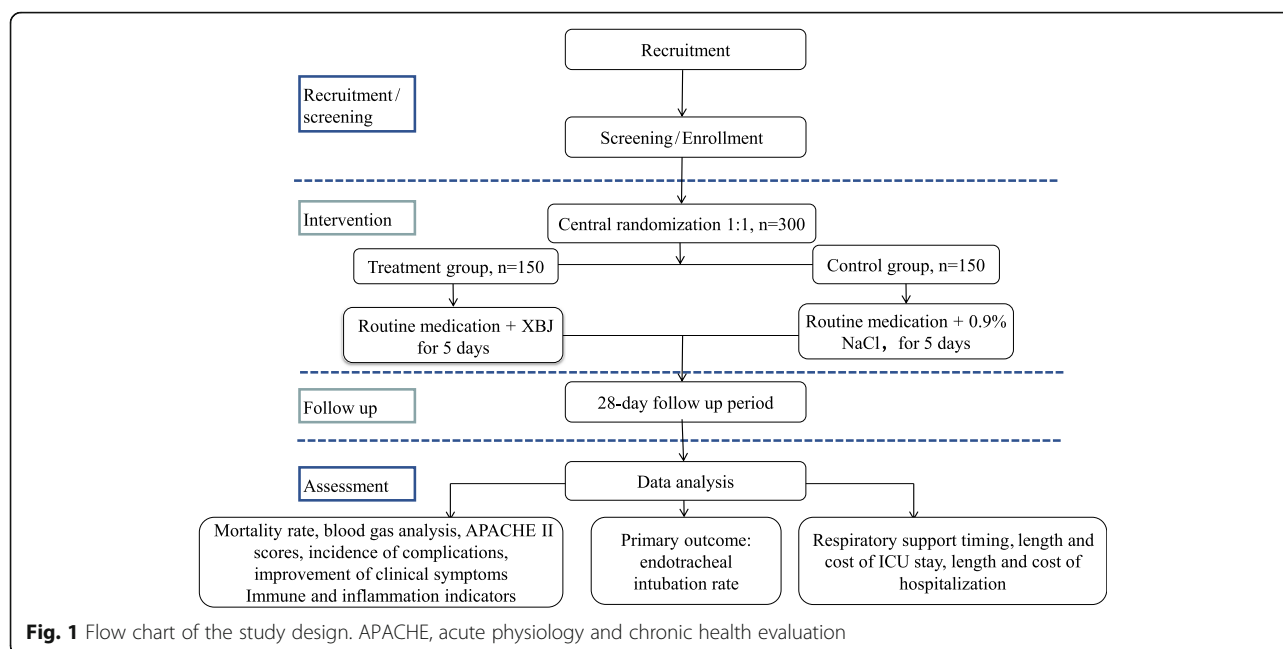 Recruitment
Recruitment/
screening
Screening/Enrollment
Intervention
Central randomization 1:1, n=300
Treatment group, n=150
Control group, n=150
Routine medication + XBJ
for 5 days
Routine medication + 0.9%
NaCl, for 5 days
Follow up
28-day follow up period
Assessment
Data analysis
Mortality rate, blood gas analysis, APACHE II
scores, incidence of complications,
improvement of clinical symptoms
Immune and inflammation indicators
Primary outcome:
endotracheal
intubation rate
Respiratory support timing, length and
cost of ICU stay, length and cost of
hospitalization
Fig. 1 Flow chart of the study design. APACHE, acute physiology and chronic health evaluation